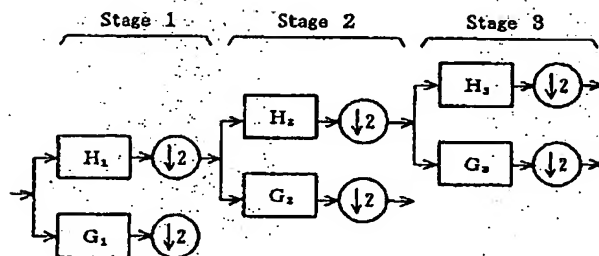 Stage 1 Stage 2 Stage 3
H₃ ↓2
H₂ ↓2
H₁ ↓2 G₃ ↓2
G₂ ↓2
G₁ ↓2